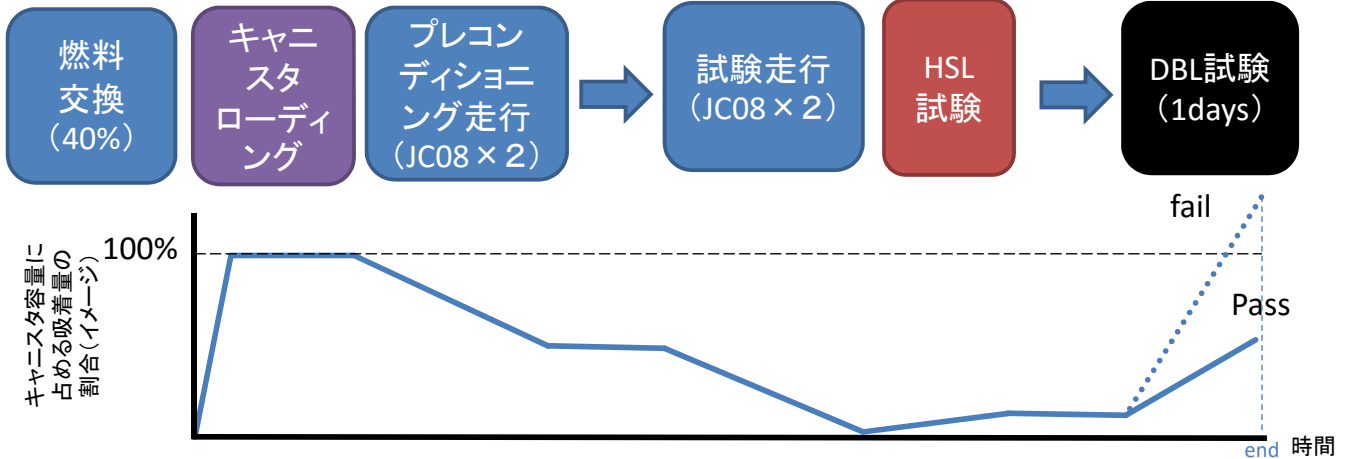 燃料
交換
（40%）
キャニ
スタ
ローディ
ング
プレコン
ディショニ
ング走行
（JC08×２）
試験走行
（JC08×２）
HSL
試験
DBL試験
（1days）
fail
100%
キャニスタ容量に
占める吸着量の
割合（イメージ）
Pass
end
時間